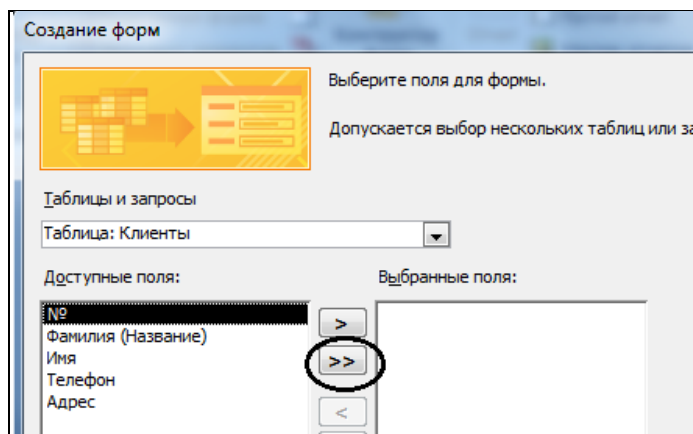 Создание форм
Выберите поля для формы.
Допускается выбор нескольких таблиц или
Таблицы и запросы
Таблица: Клиенты
Доступные поля:
Выбранные поля:
№
Фамилия (Название)
Имя
Телефон
Адрес
>
>>
<